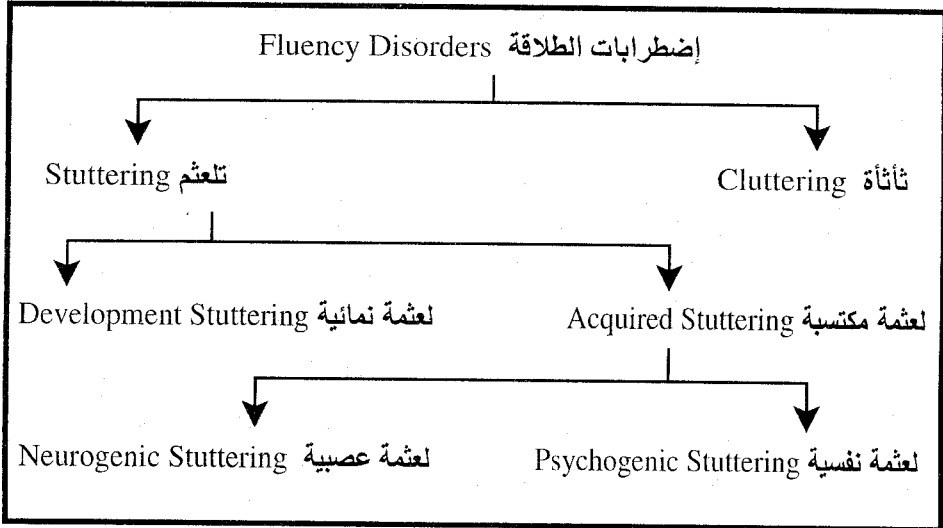 Fluency Disorders إضطرابات الطلاقة
Stuttering تلعثم
Cluttering ثأثأة
Development Stuttering لعثمة نمائية
Acquired Stuttering لعثمة مكتسبة
Neurogenic Stuttering لعثمة عصبية
Psychogenic Stuttering لعثمة نفسية